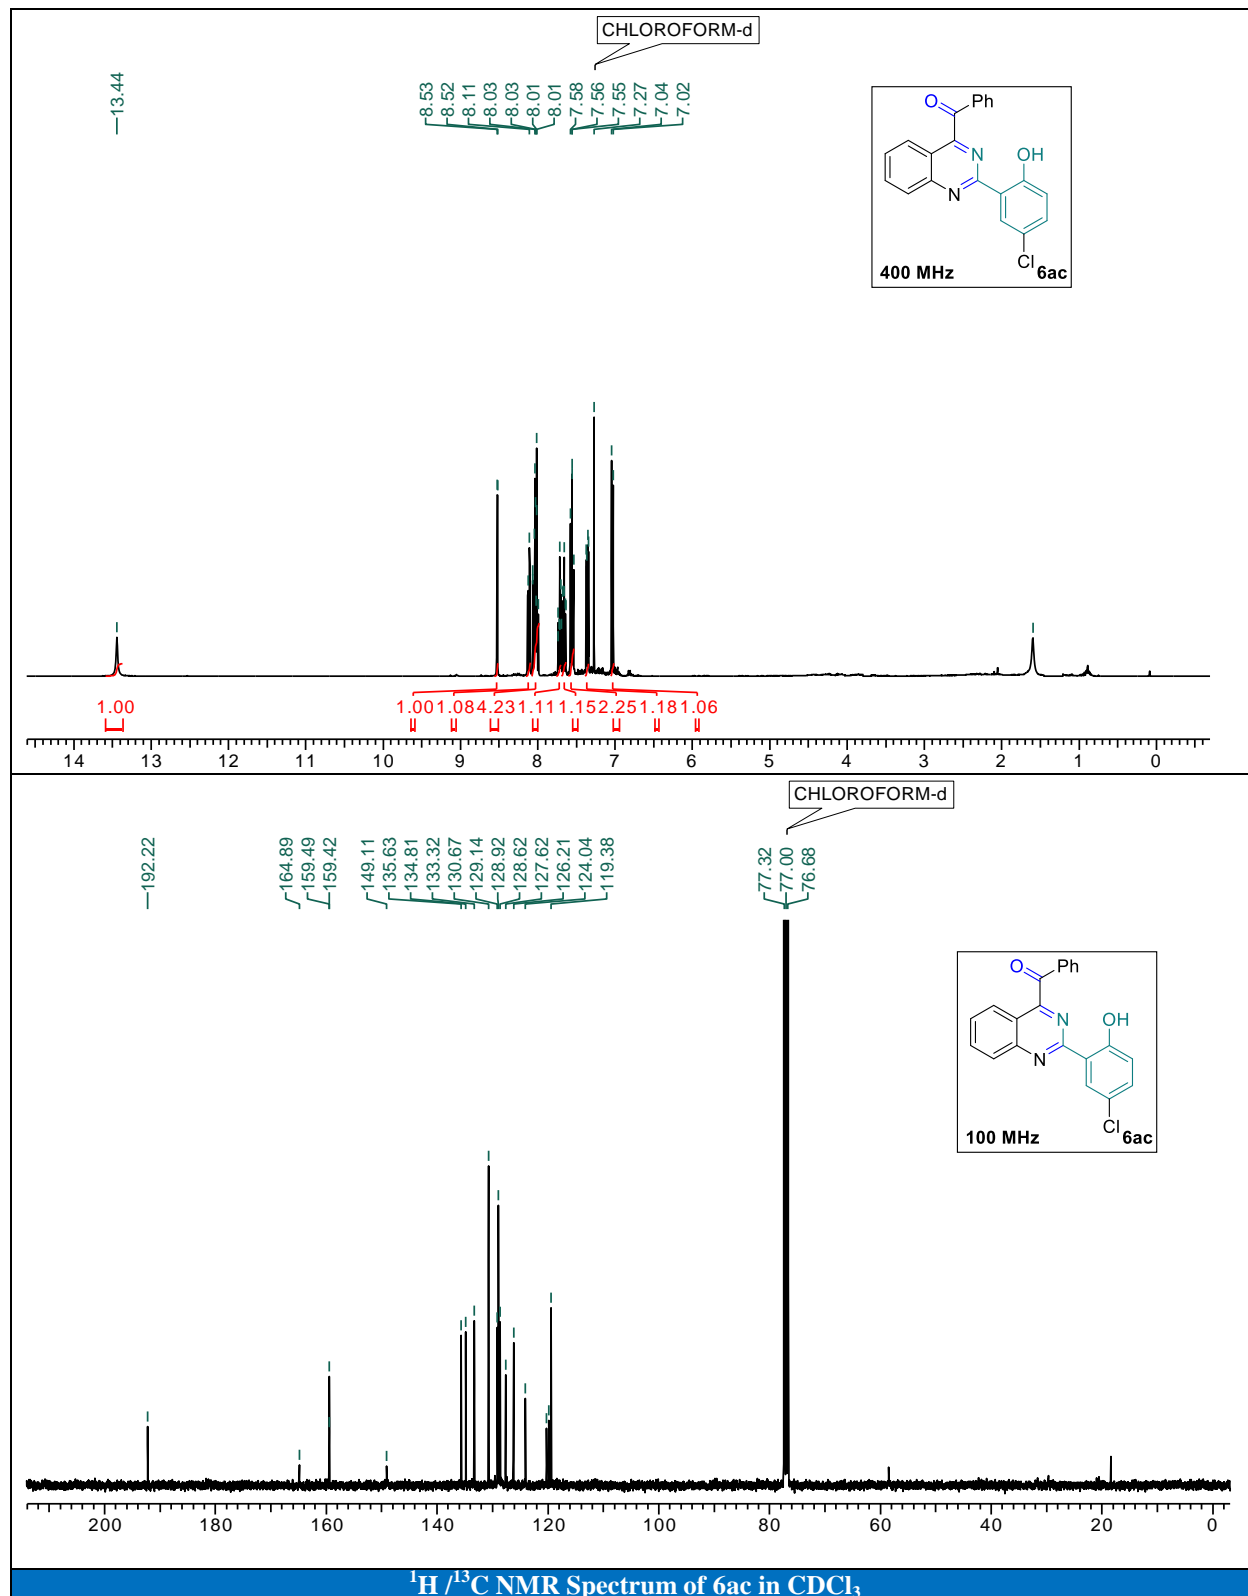 CHLOROFORM-d
13.44
8.53
8.52
8.11
8.03
8.03
8.01
8.01
7.58
7.56
7.55
7.27
7.04
7.02
O
Ph
N
OH
N
Cl
400 MHz
6ac
1.00
1.00
1.08
4.23
1.11
1.15
2.25
1.18
1.06
14 13 12 11 10 9 8 7 6 5 4 3 2 1 0
CHLOROFORM-d
192.22
164.89
159.49
159.42
149.11
135.63
134.81
133.32
130.67
129.14
128.92
128.62
127.62
126.21
124.04
119.38
77.32
77.00
76.68
O
Ph
N
OH
N
Cl
100 MHz
6ac
200 180 160 140 120 100 80 60 40 20 0
¹H /¹³C NMR Spectrum of 6ac in CDCl₃